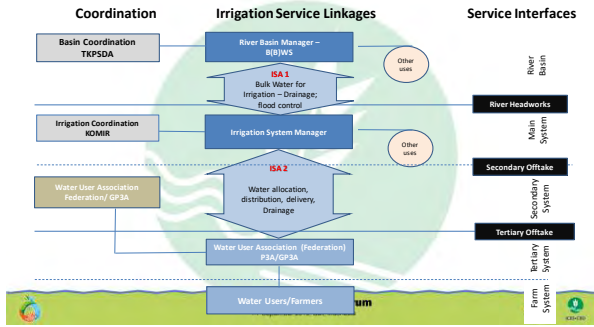 Coordination
Irrigation Service Linkages
Service Interfaces
Basin Coordination
TKPSDA
River Basin Manager –
B(B)WS
Other
uses
River
Basin
ISA 1
Bulk Water for
Irrigation – Drainage;
flood control
River Headworks
Irrigation Coordination
KOMIR
Irrigation System Manager
Other
uses
Main
System
ISA 2
Secondary Offtake
Water allocation,
distribution, delivery,
Drainage
Water User Association
Federation/ GP3A
Secondary
System
Tertiary Offtake
Water User Association (Federation)
P3A/GP3A
Tertiary
System
Water Users/Farmers
Farm
System
ICID•CIID